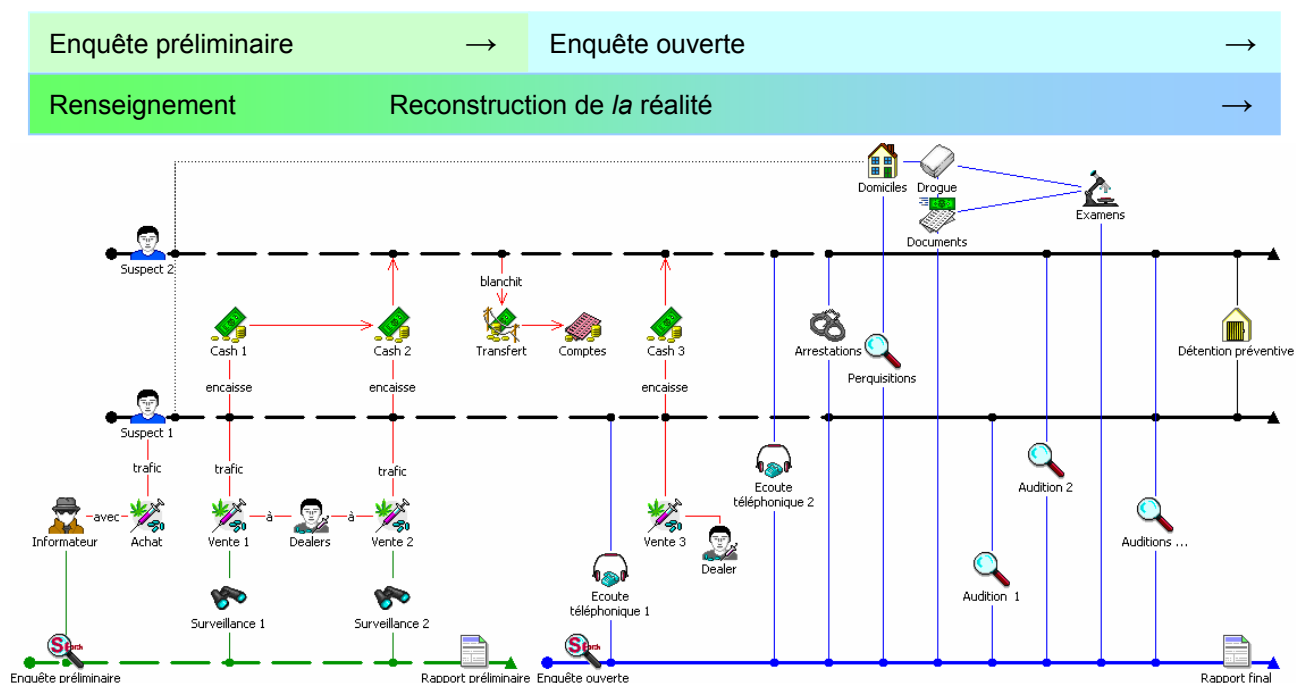 Enquête préliminaire → Enquête ouverte →
Renseignement Reconstruction de la réalité →
Domiciles Drogue
Examens
Documents
Suspect 2
blanchit
Cash 1 Cash 2 Transfert Comptes Cash 3 Arrestations Détention préventive
Perquisitions
encaisse encaisse encaisse
Suspect 1
trafic trafic trafic
Ecoute
téléphonique 2
Audition 2
avec à à
Informateur Achat Vente 1 Dealers Vente 2 Vente 3 Auditions ...
Dealer
Ecoute
téléphonique 1
Audition 1
Surveillance 1 Surveillance 2
Enquête préliminaire Rapport préliminaire Enquête ouverte Rapport final